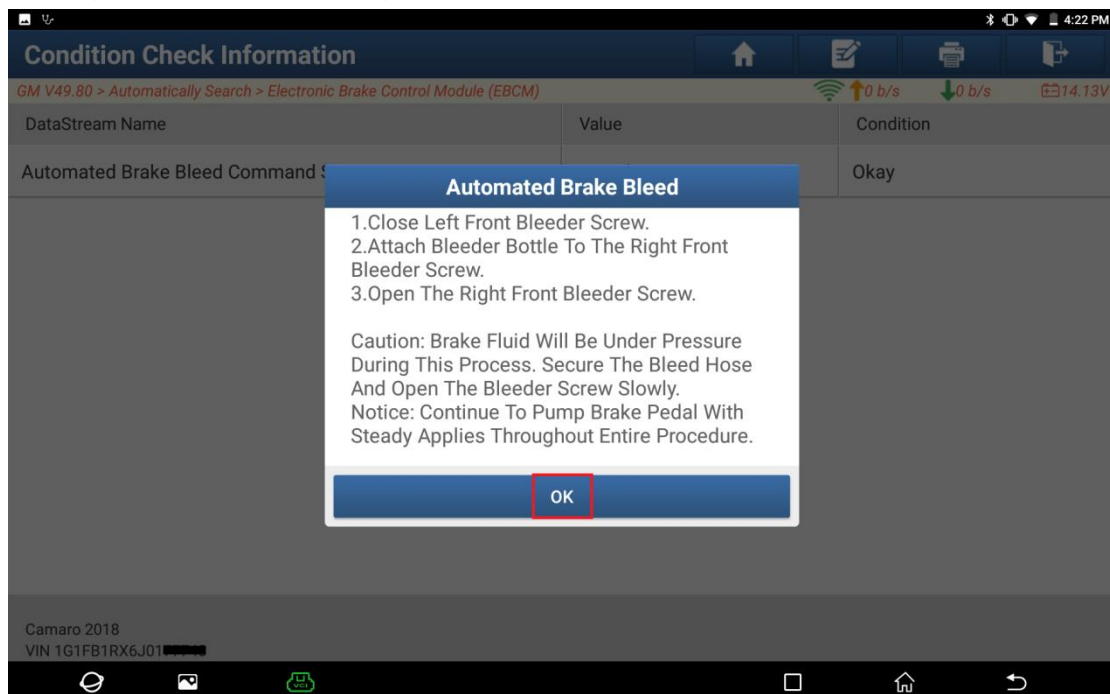 4:22 PM
Condition Check Information
GM V49.80 > Automatically Search > Electronic Brake Control Module (EBCM)
0 b/s
0 b/s
14.13V
DataStream Name
Value
Condition
Automated Brake Bleed Command
Okay
Automated Brake Bleed
1.Close Left Front Bleeder Screw.
2.Attach Bleeder Bottle To The Right Front
Bleeder Screw.
3.Open The Right Front Bleeder Screw.
Caution: Brake Fluid Will Be Under Pressure
During This Process. Secure The Bleed Hose
And Open The Bleeder Screw Slowly.
Notice: Continue To Pump Brake Pedal With
Steady Applies Throughout Entire Procedure.
OK
Camaro 2018
VIN 1G1FB1RX6J01
VCI